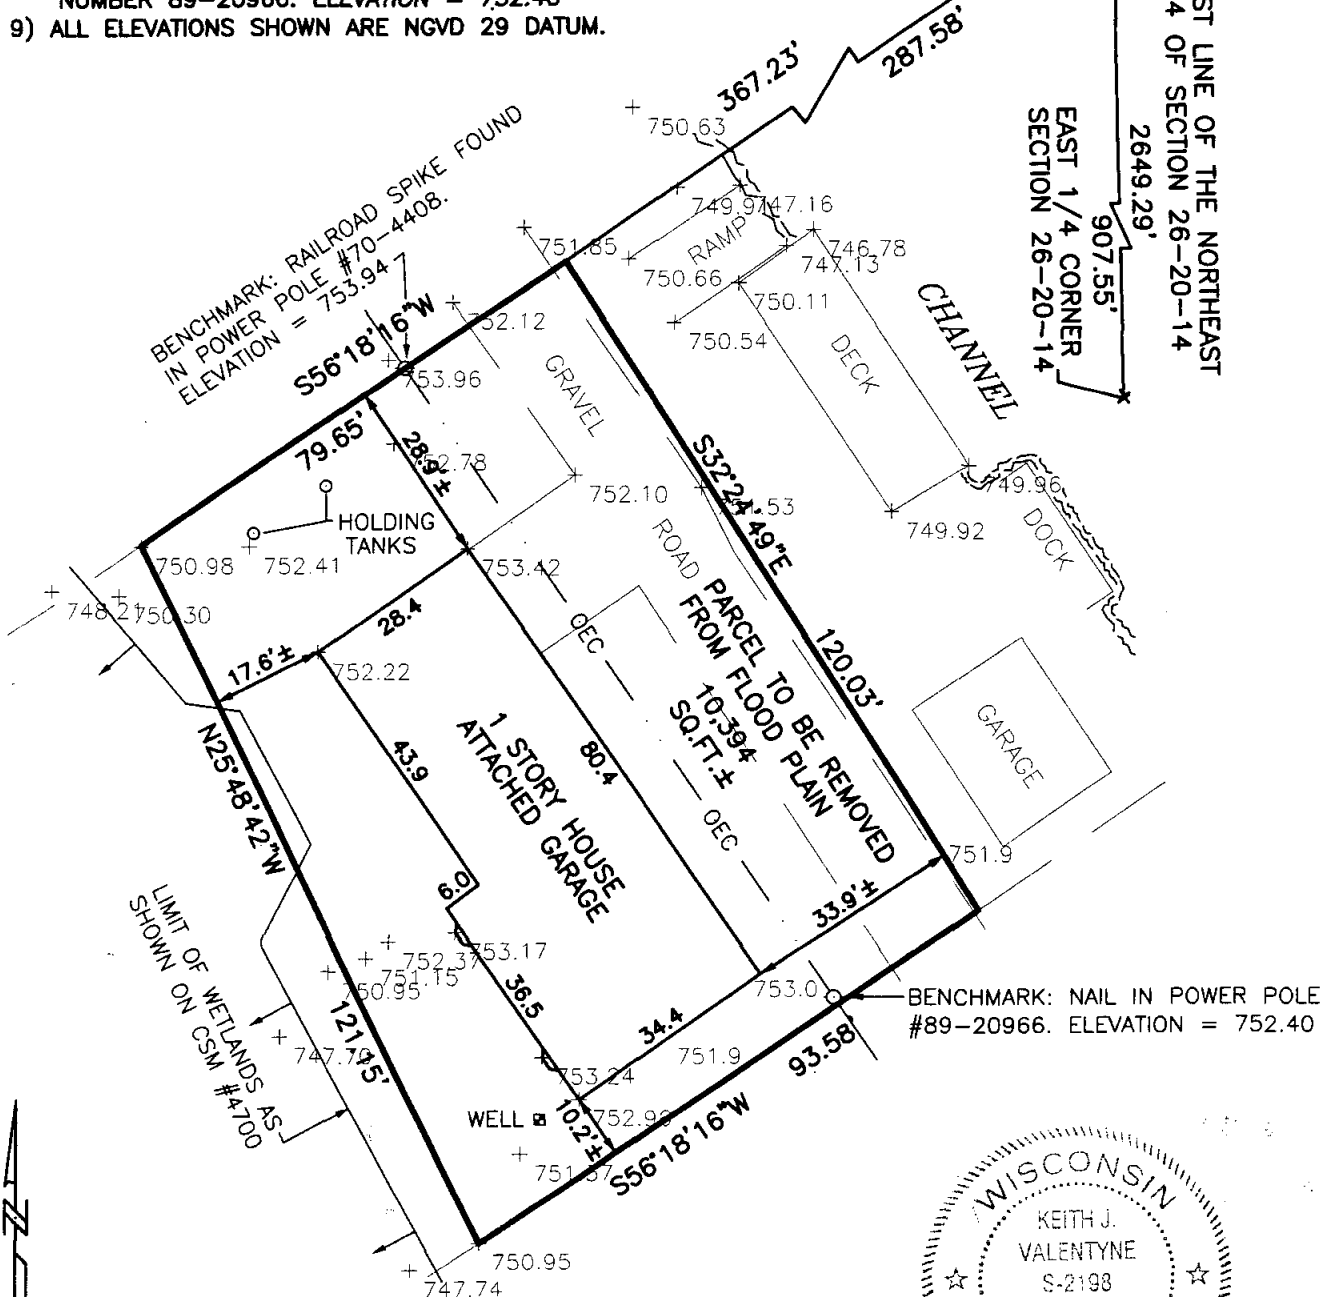 NUMBER 89-20966. ELEVATION = 752.40
9) ALL ELEVATIONS SHOWN ARE NGVD 29 DATUM.
367.23'
287.58'
ST LINE OF THE NORTHEAST
4 OF SECTION 26-20-14
2649.29'
907.55'
EAST 1/4 CORNER
SECTION 26-20-14
BENCHMARK: RAILROAD SPIKE FOUND
IN POWER POLE #70-4408.
ELEVATION = 753.94
750.63
749.97
747.16
RAMP
751.85
750.66
746.78
747.13
750.11
750.54
DECK
CHANNEL
S56°18'16"W
752.12
753.96
GRAVEL
79.65'
28.9'±
752.78
752.10
S32°24'49"E
749.96
749.92
DOCK
HOLDING
TANKS
750.98
752.41
753.42
ROAD
748.21
750.30
28.4
17.6'±
752.22
OEC
PARCEL TO BE REMOVED
FROM FLOOD PLAIN
10,394
SQ.FT.±
120.03'
GARAGE
N25°48'42"W
43.9
1 STORY HOUSE
ATTACHED GARAGE
80.4
OEC
751.9
6.0
33.9'±
LIMIT OF WETLANDS AS
SHOWN ON CSM #4700
753.17
752.37
751.15
750.95
36.5
753.0
BENCHMARK: NAIL IN POWER POLE
#89-20966. ELEVATION = 752.40
121.15'
34.4
751.9
93.58
753.24
WELL
10.2'±
S56°18'16"W
750.95
747.74
WISCONSIN
KEITH J.
VALENTYNE
S-2198
N